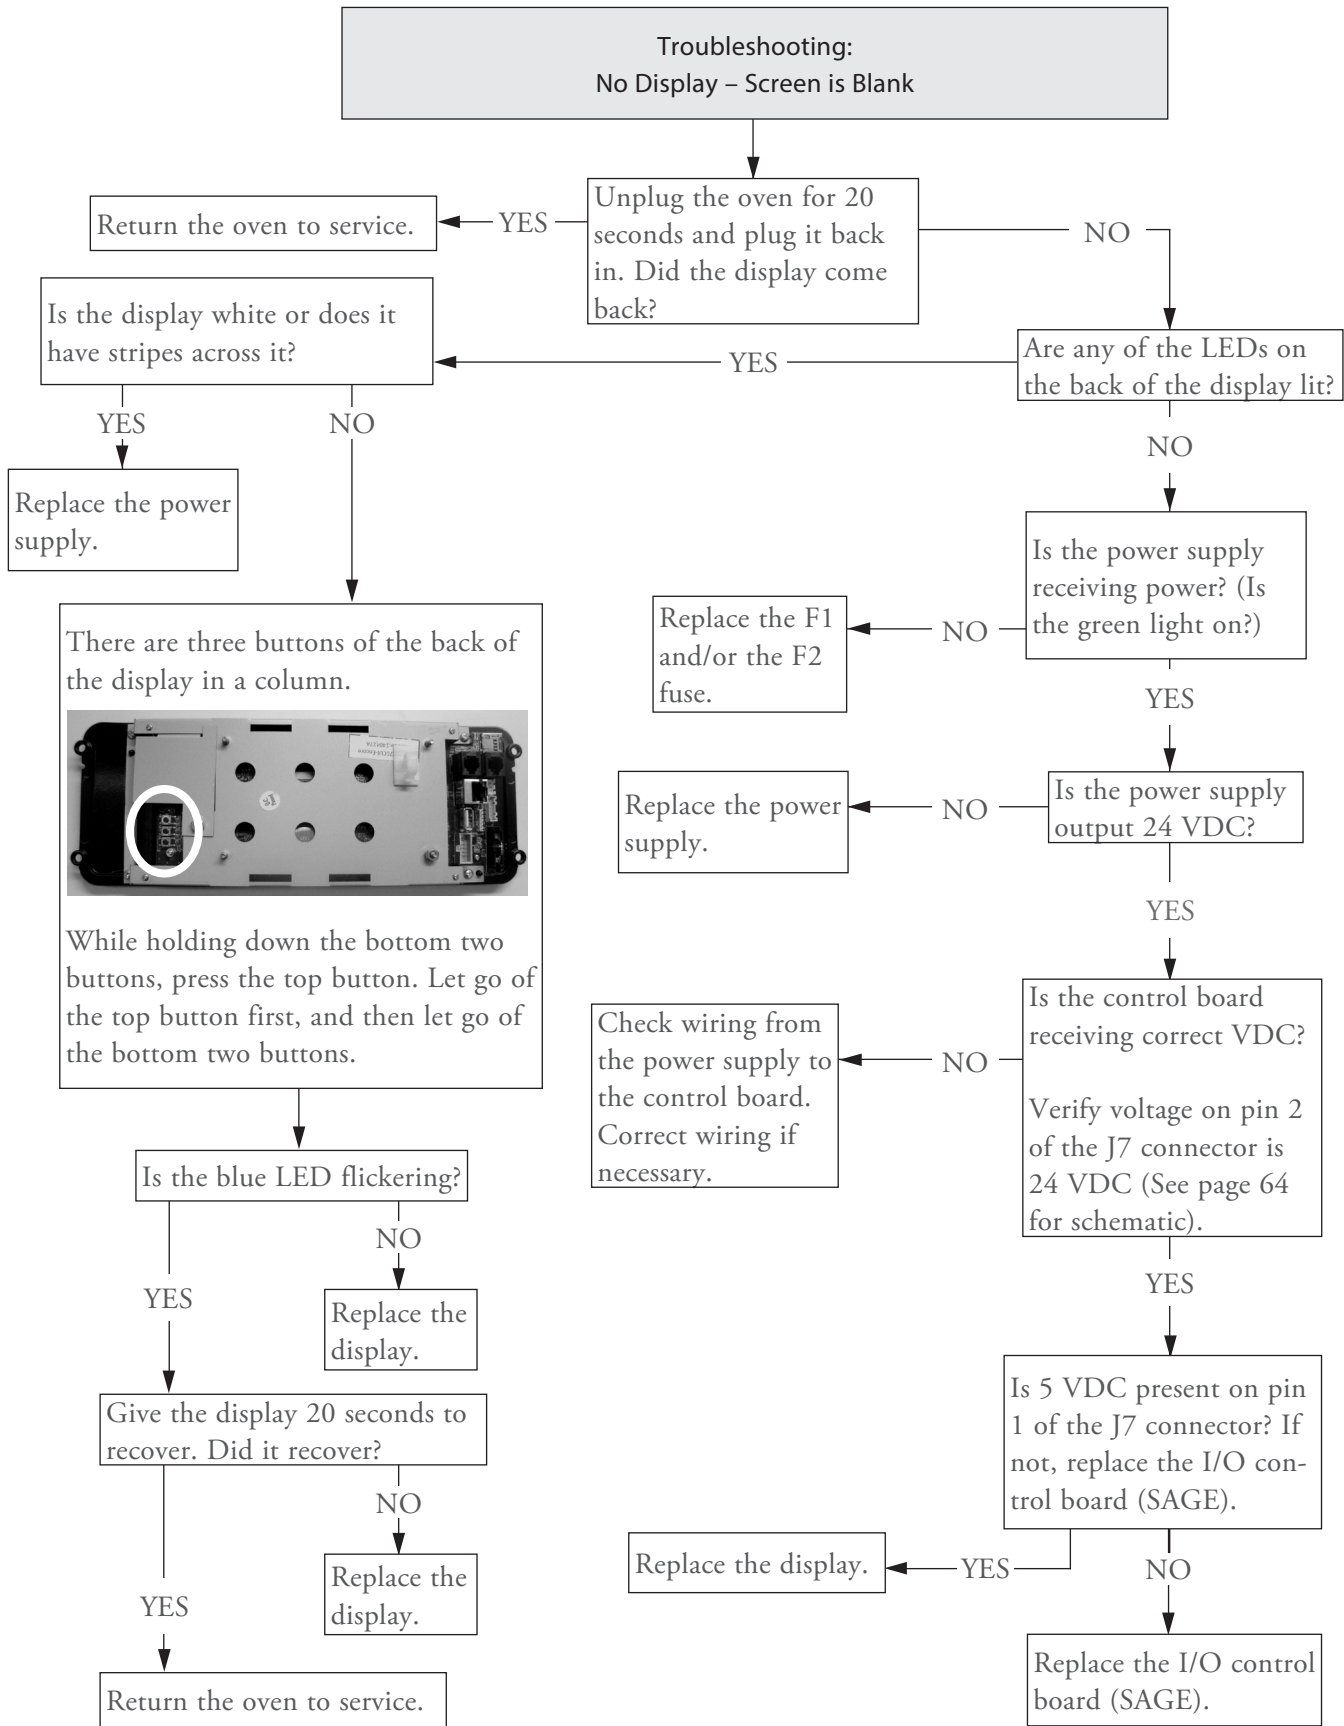 Troubleshooting:
No Display – Screen is Blank
Unplug the oven for 20
seconds and plug it back
in. Did the display come
back?
YES
Return the oven to service.
NO
Are any of the LEDs on
the back of the display lit?
YES
Is the display white or does it
have stripes across it?
YES
Replace the power
supply.
NO
There are three buttons of the back of
the display in a column.
While holding down the bottom two
buttons, press the top button. Let go of
the top button first, and then let go of
the bottom two buttons.
Is the blue LED flickering?
NO
Replace the
display.
YES
Give the display 20 seconds to
recover. Did it recover?
NO
Replace the
display.
YES
Return the oven to service.
NO
Is the power supply
receiving power? (Is
the green light on?)
NO
Replace the F1
and/or the F2
fuse.
YES
Is the power supply
output 24 VDC?
NO
Replace the power
supply.
YES
Is the control board
receiving correct VDC?
Verify voltage on pin 2
of the J7 connector is
24 VDC (See page 64
for schematic).
NO
Check wiring from
the power supply to
the control board.
Correct wiring if
necessary.
YES
Is 5 VDC present on pin
1 of the J7 connector? If
not, replace the I/O con-
trol board (SAGE).
YES
Replace the display.
NO
Replace the I/O control
board (SAGE).